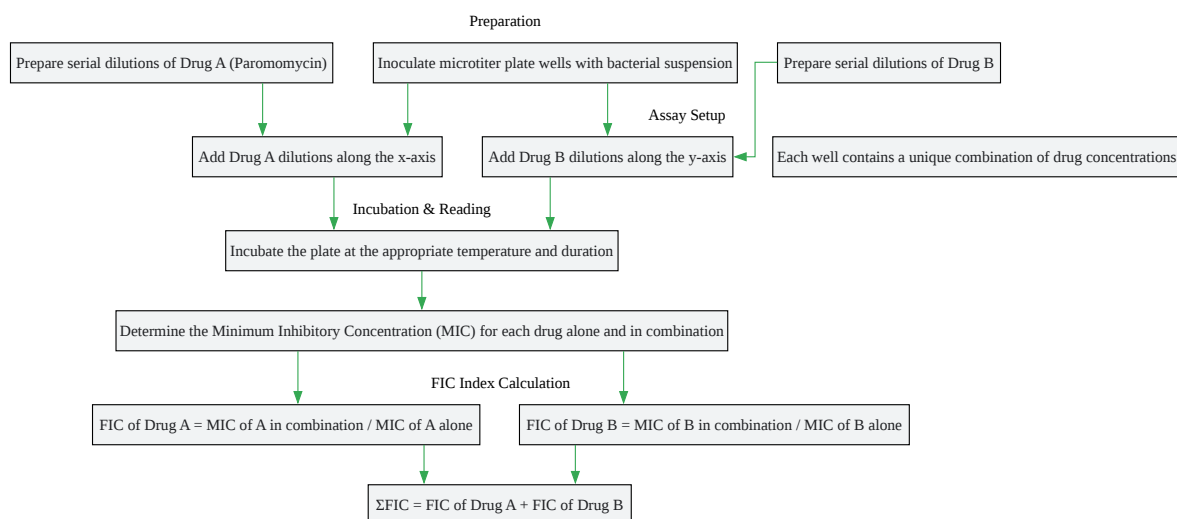 Preparation
Prepare serial dilutions of Drug A (Paromomycin)
Inoculate microtiter plate wells with bacterial suspension
Prepare serial dilutions of Drug B
Assay Setup
Add Drug A dilutions along the x-axis
Add Drug B dilutions along the y-axis
Each well contains a unique combination of drug concentrations
Incubation & Reading
Incubate the plate at the appropriate temperature and duration
Determine the Minimum Inhibitory Concentration (MIC) for each drug alone and in combination
FIC Index Calculation
FIC of Drug A = MIC of A in combination / MIC of A alone
FIC of Drug B = MIC of B in combination / MIC of B alone
ΣFIC = FIC of Drug A + FIC of Drug B